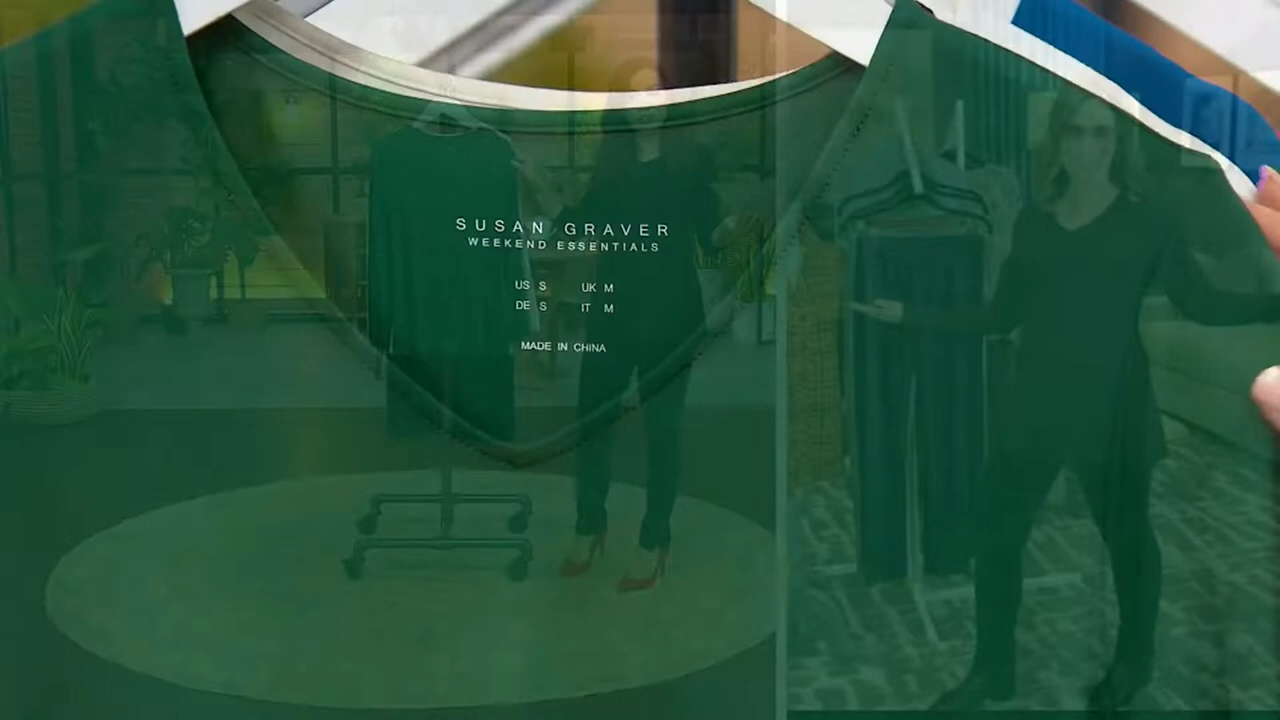 SUSAN GRAVER
WEEKEND ESSENTIALS
US S UK M
DE S IT M
MADE IN CHINA